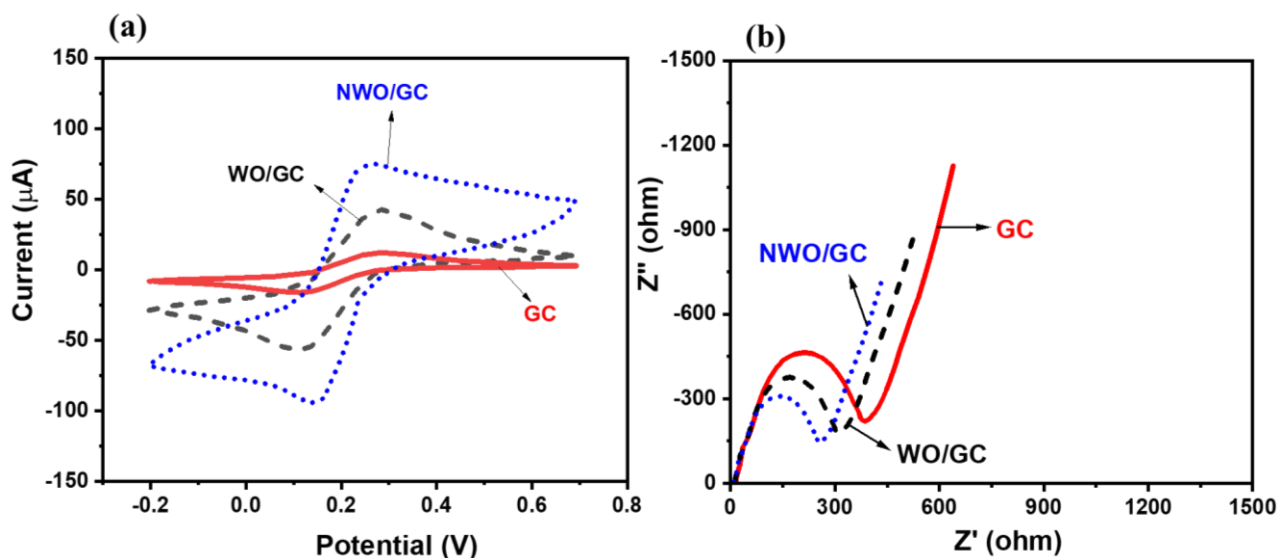 (a)
150
100
50
0
-50
-100
-150
Current (μA)
NWO/GC
WO/GC
GC
-0.2 0.0 0.2 0.4 0.6 0.8
Potential (V)
(b)
-1500
-1200
-900
-600
-300
0
Z" (ohm)
GC
NWO/GC
WO/GC
0 300 600 900 1200 1500
Z' (ohm)